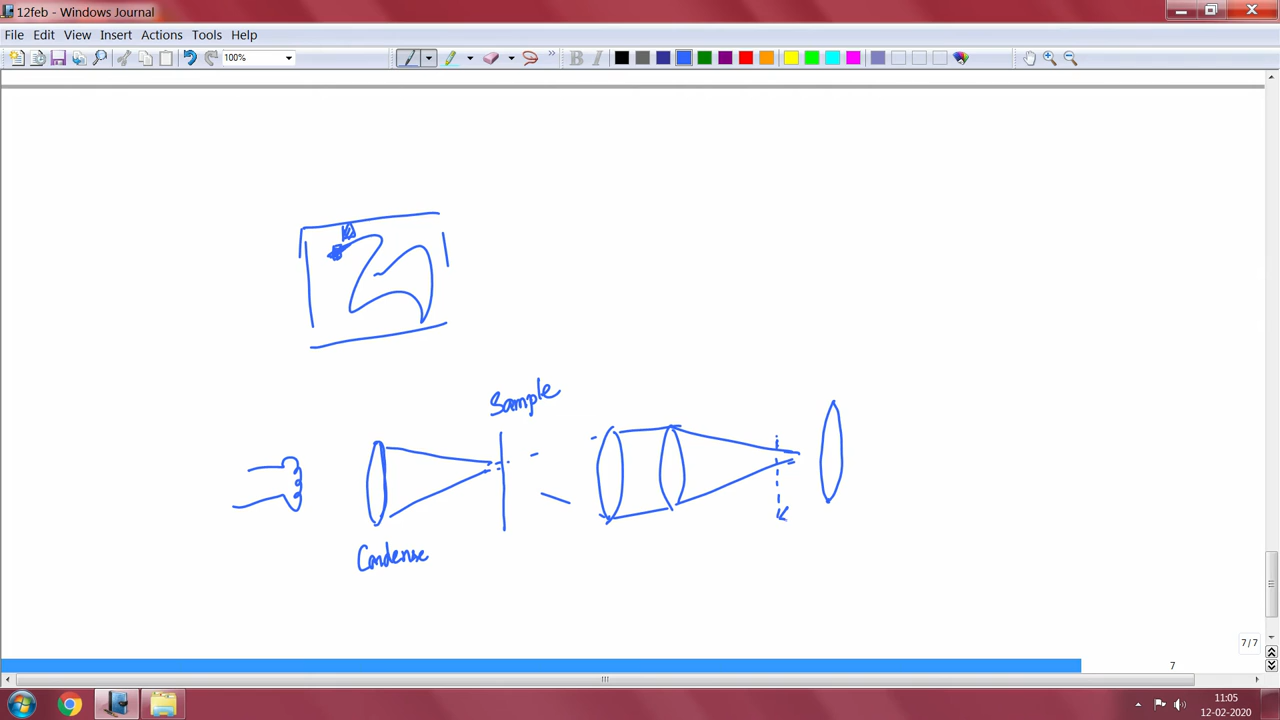 12feb - Windows Journal
File Edit View Insert Actions Tools Help
100%
B I
Sample
Condense
7/7
7
11:05
12-02-2020